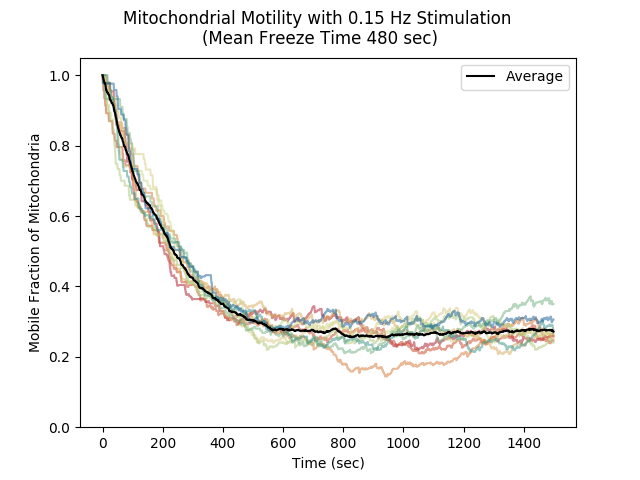 Mitochondrial Motility with 0.15 Hz Stimulation
(Mean Freeze Time 480 sec)
Average
1.0
0.8
0.6
0.4
0.2
0.0
Mobile Fraction of Mitochondria
0 200 400 600 800 1000 1200 1400
Time (sec)